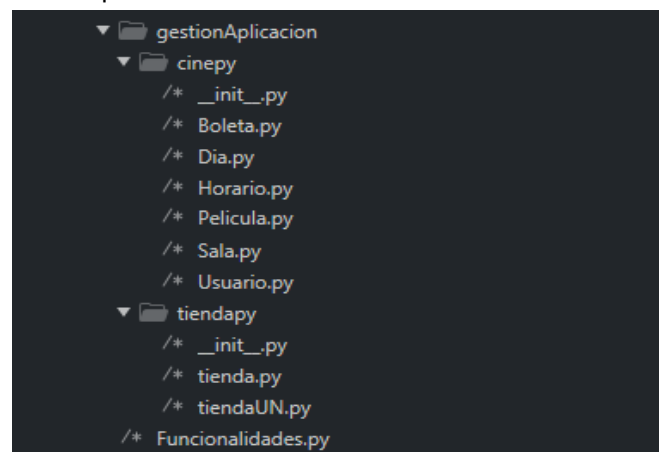 gestionAplicacion
cinepy
/* __init__.py
/* Boleta.py
/* Dia.py
/* Horario.py
/* Pelicula.py
/* Sala.py
/* Usuario.py
tiendapy
/* __init__.py
/* tienda.py
/* tiendaUN.py
/* Funcionalidades.py